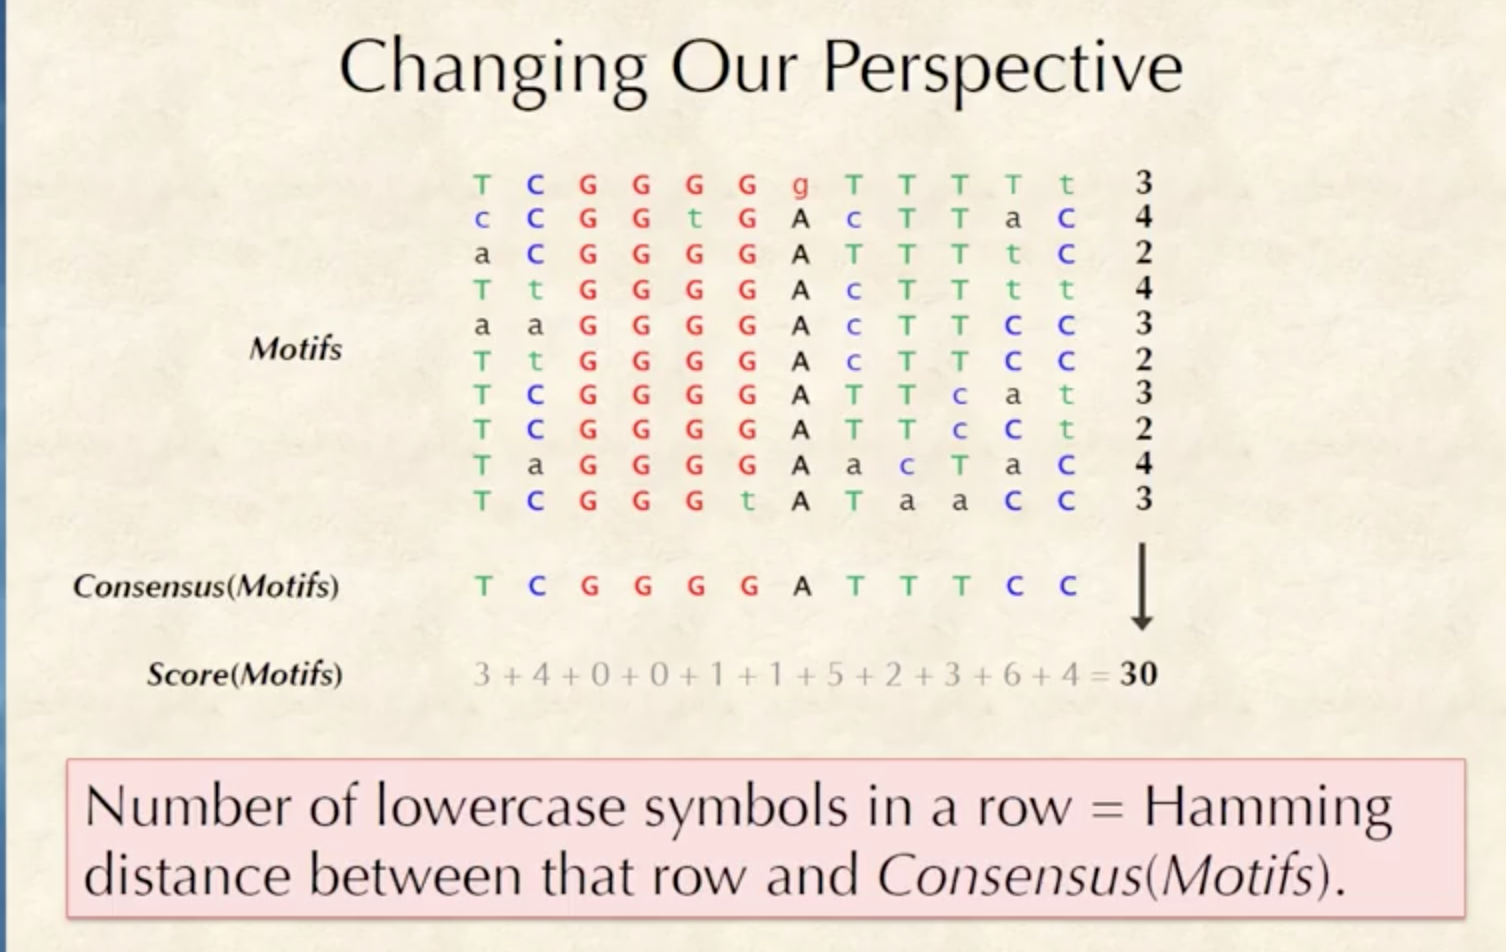 Changing Our Perspective
T C G G G G g T T T T t 3
c C G G t G A c T T a C 4
a C G G G G A T T T t C 2
T t G G G G A c T T t t 4
a a G G G G A c T T C C 3
Motifs
T t G G G G A c T T C C 2
T C G G G G A T T c a t 3
T C G G G G A T T c C t 2
T a G G G G A a c T a C 4
T C G G G t A T a a C C 3
Consensus(Motifs) T C G G G G A T T T C C
Score(Motifs) 3 + 4 + 0 + 0 + 1 + 1 + 5 + 2 + 3 + 6 + 4 = 30
Number of lowercase symbols in a row = Hamming
distance between that row and Consensus(Motifs).